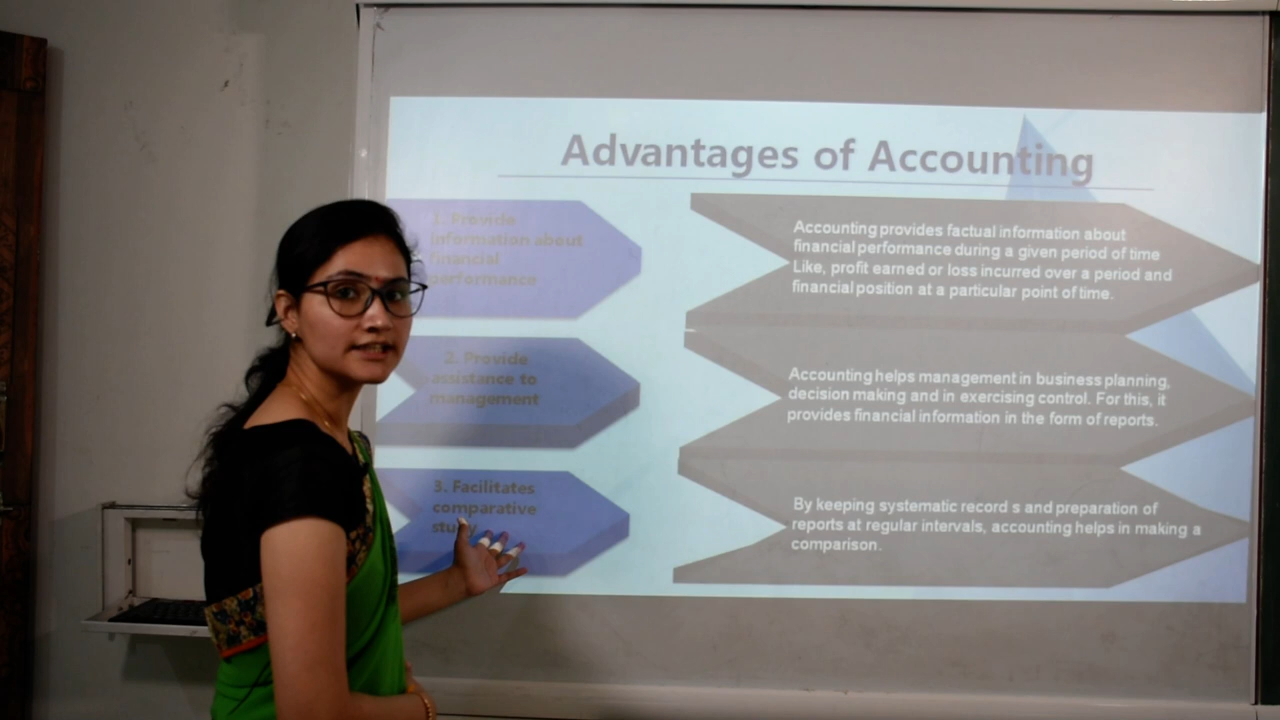 Advantages of Accounting
1. Provide
information about
financial
performance
Accounting provides factual information about
financial performance during a given period of time
Like, profit earned or loss incurred over a period and
financial position at a particular point of time.
2. Provide
assistance to
management
Accounting helps management in business planning,
decision making and in exercising control. For this, it
provides financial information in the form of reports.
3. Facilitates
comparative
study
By keeping systematic record s and preparation of
reports at regular intervals, accounting helps in making a
comparison.